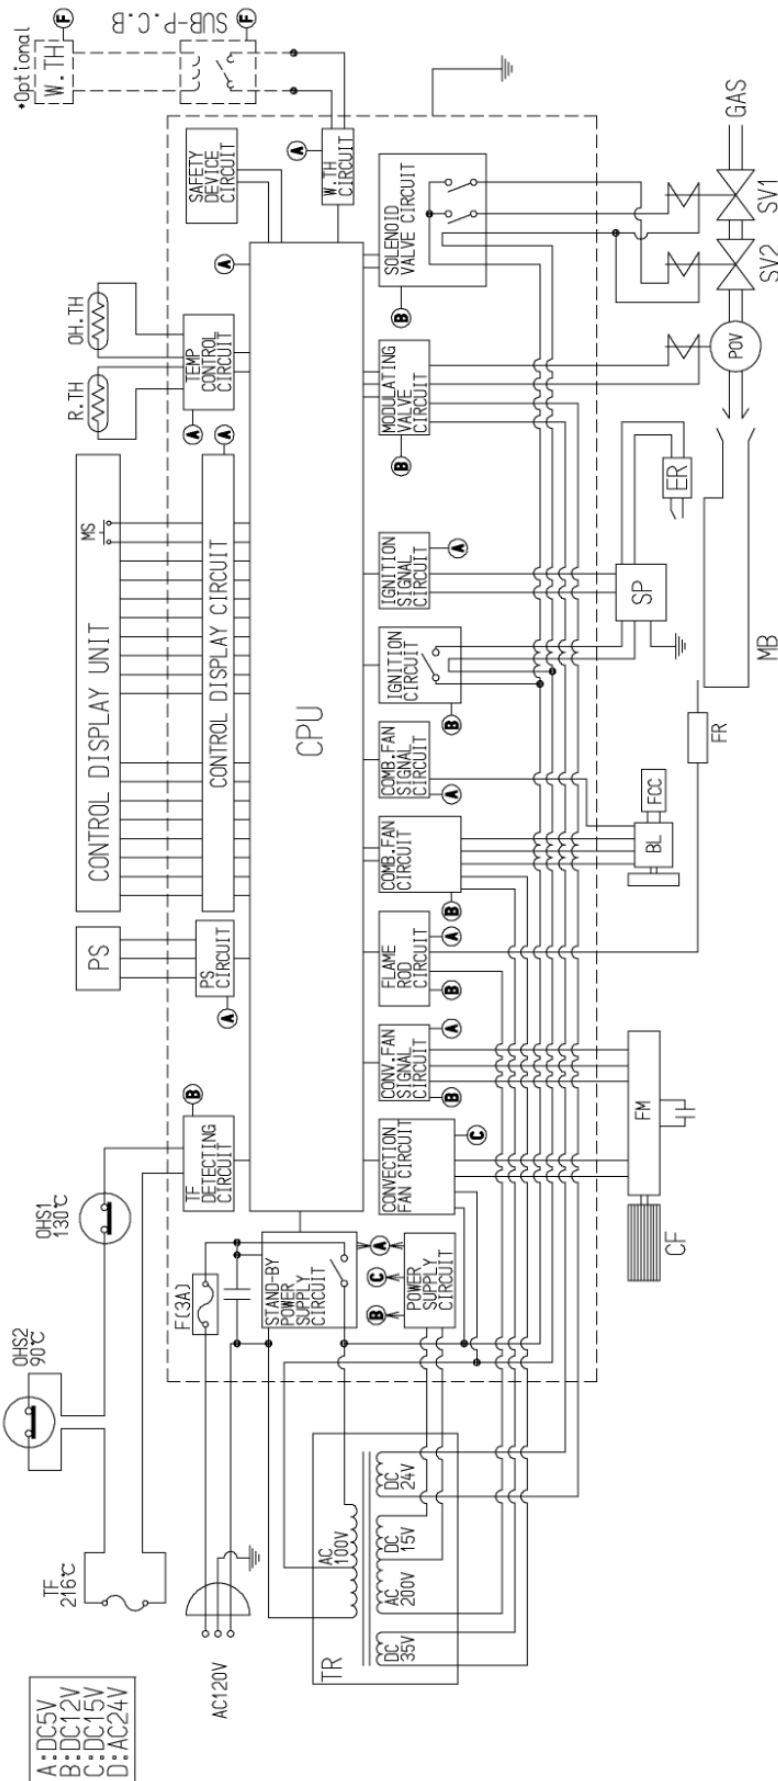 *Optional
W.TH
F
SUB-P.C.B
F
SAFETY
DEVICE
CIRCUIT
A
W.TH
CIRCUIT
SOLENOID
VALVE CIRCUIT
B
A
OH.TH
R.TH
TEMP
CONTROL
CIRCUIT
A
MODULATING
VALVE
CIRCUIT
B
GAS
SV1
SV2
POV
ER
SP
MB
CONTROL DISPLAY UNIT
MS
CONTROL DISPLAY CIRCUIT
A
CPU
IGNITION
SIGNAL
CIRCUIT
A
IGNITION
CIRCUIT
B
COMB.FAN
SIGNAL
CIRCUIT
A
COMB.FAN
CIRCUIT
B
FLAME
ROD
CIRCUIT
A
B
CONV.FAN
SIGNAL
CIRCUIT
A
B
CONVECTION
FAN CIRCUIT
C
FR
FCC
BL
FM
CF
PS
PS
CIRCUIT
A
TF
DETECTING
CIRCUIT
B
OHS1
130℃
OHS2
90℃
TF
216℃
F(3A)
STAND-BY
POWER
SUPPLY
CIRCUIT
A
C
B
POWER
SUPPLY
CIRCUIT
AC120V
TR
AC
100V
DC
24V
DC
15V
AC
200V
DC
35V
A:DC5V
B:DC12V
C:DC15V
D:AC24V